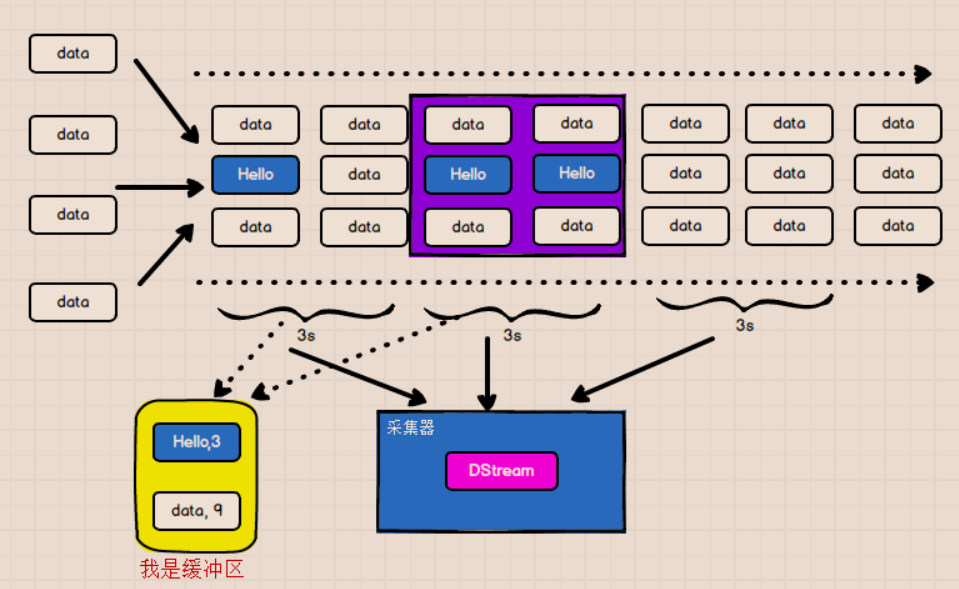 data
data
data
data
data data data data data data data
Hello data Hello Hello data data data
data data data data data data data
3s 3s 3s
采集器
DStream
Hello,3
data, 9
我是缓冲区